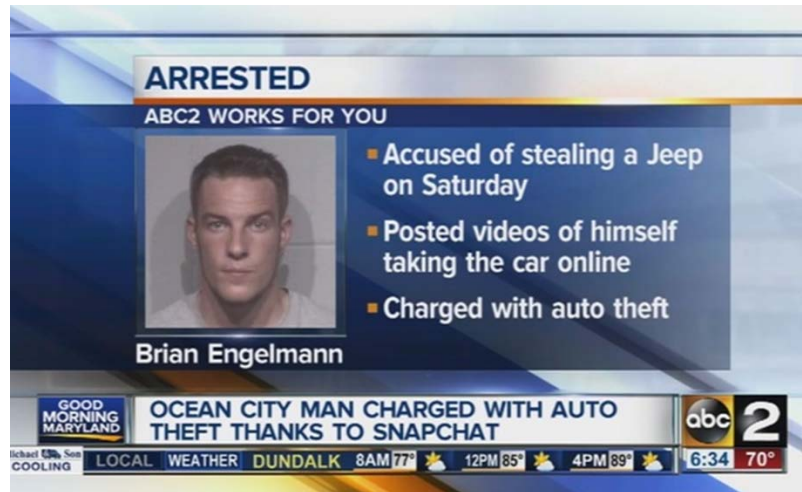 ARRESTED
ABC2 WORKS FOR YOU
Accused of stealing a Jeep
on Saturday
Posted videos of himself
taking the car online
Charged with auto theft
Brian Engelmann
GOOD
MORNING
MARYLAND
OCEAN CITY MAN CHARGED WITH AUTO
THEFT THANKS TO SNAPCHAT
abc 2
ichael & Son
COOLING
LOCAL WEATHER DUNDALK 8AM 77° 12PM 85° 4PM 89° 6:34 70°